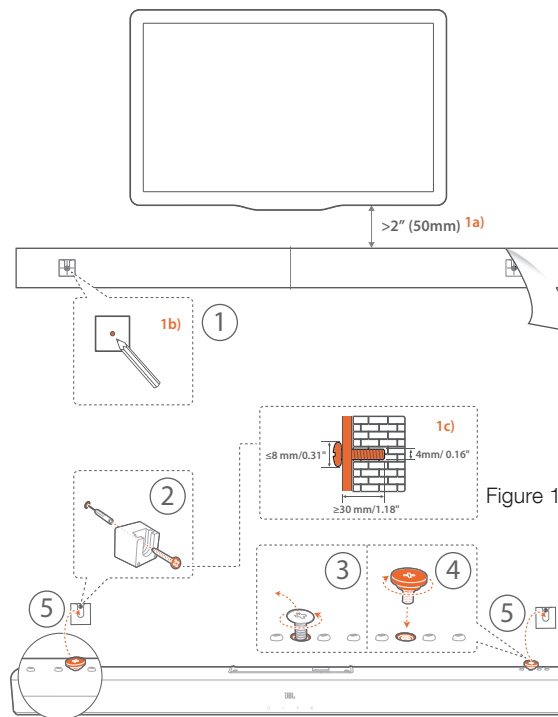 >2" (50mm) 1a)
1b)
1
1c)
≤8 mm/0.31"
4mm/ 0.16"
≥30 mm/1.18"
Figure 1
2
3
4
5
5
JBL